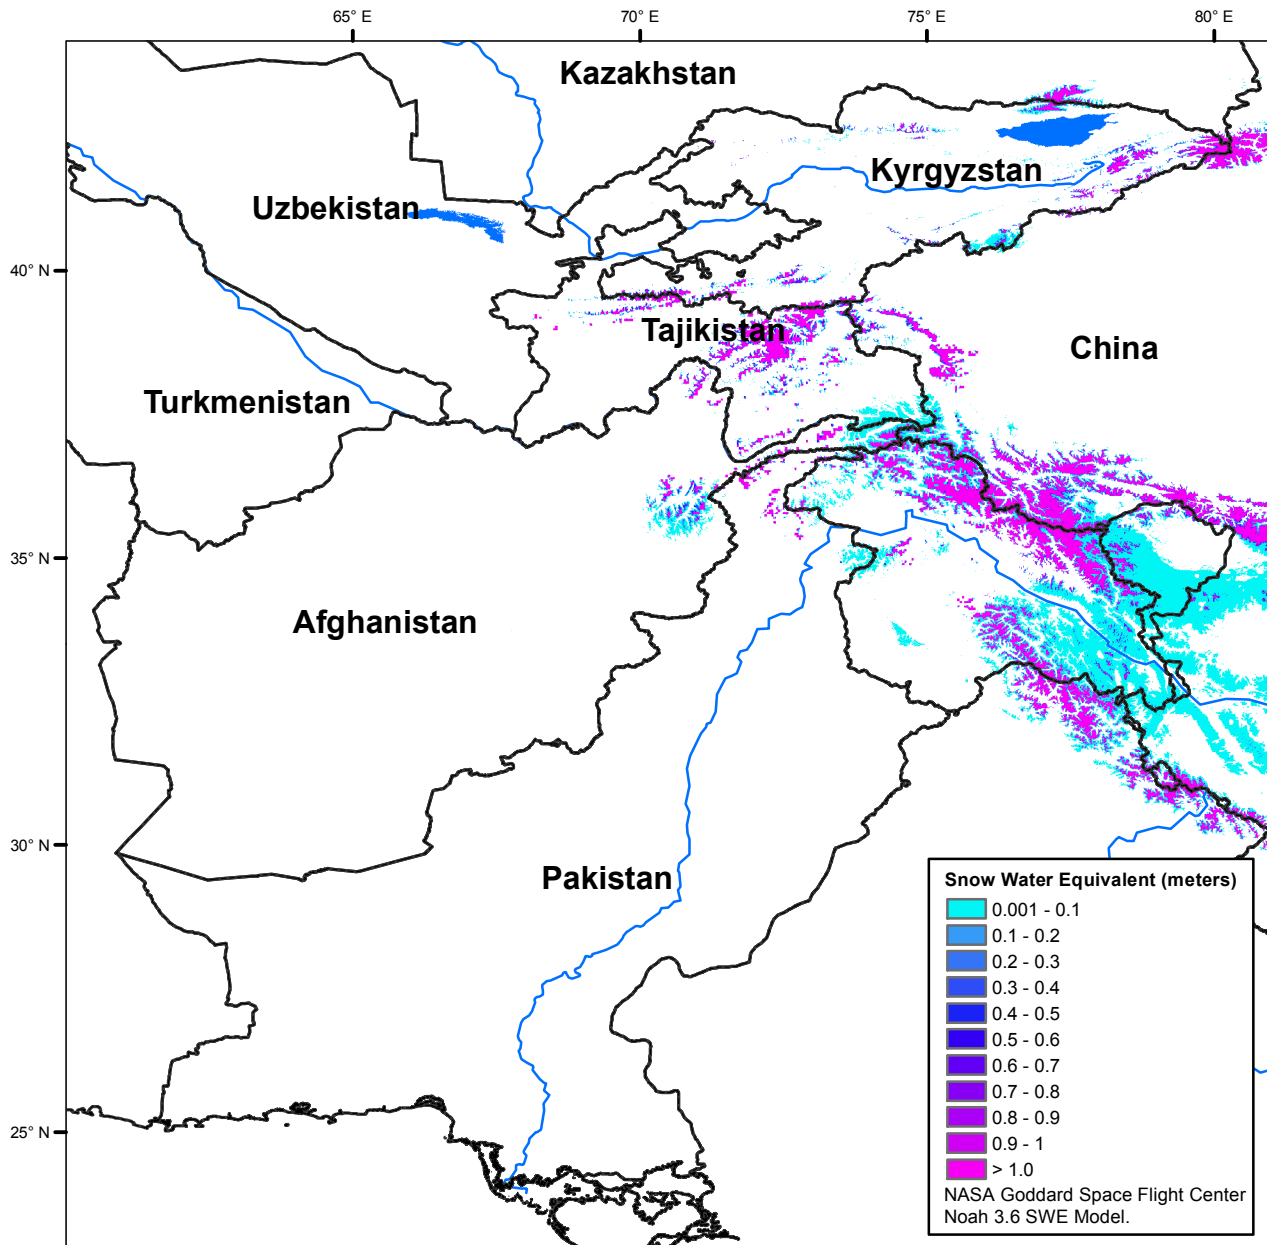 65° E
70° E
75° E
80° E
Kazakhstan
Kyrgyzstan
Uzbekistan
40° N
Tajikistan
China
Turkmenistan
35° N
Afghanistan
30° N
Pakistan
25° N
Snow Water Equivalent (meters)
0.001 - 0.1
0.1 - 0.2
0.2 - 0.3
0.3 - 0.4
0.4 - 0.5
0.5 - 0.6
0.6 - 0.7
0.7 - 0.8
0.8 - 0.9
0.9 - 1
> 1.0
NASA Goddard Space Flight Center
Noah 3.6 SWE Model.